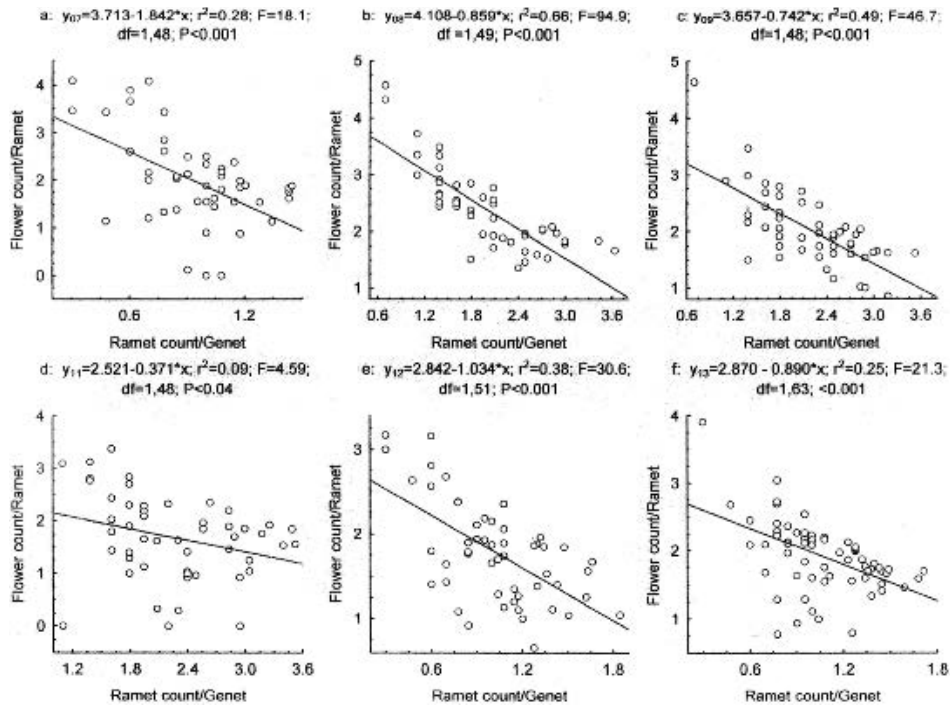 a: y07=3.713-1.842*x; r²=0.28; F=18.1;
df=1,48; P<0.001
b: y08=4.108-0.859*x; r²=0.66; F=94.9;
df =1,49; P<0.001
c: y09=3.657-0.742*x; r²=0.49; F=46.7;
df=1,48; P<0.001
Flower count/Ramet
4
3
2
1
0
0.6
1.2
Ramet count/Genet
Flower count/Ramet
5
4
3
2
1
0.6
1.2
1.8
2.4
3.0
3.6
Ramet count/Genet
Flower count/Ramet
5
4
3
2
1
0.6
1.2
1.8
2.4
3.0
3.6
Ramet count/Genet
d: y11=2.521-0.371*x; r²=0.09; F=4.59;
df=1,48; P<0.04
e: y12=2.842-1.034*x; r²=0.38; F=30.6;
df=1,51; P<0.001
f: y13=2.870 - 0.890*x; r²=0.25; F=21.3;
df=1,63; <0.001
Flower count/Ramet
4
3
2
1
0
1.2
1.8
2.4
3.0
3.6
Ramet count/Genet
Flower count/Ramet
3
2
1
0.6
1.2
1.8
Ramet count/Genet
Flower count/Ramet
4
3
2
1
0
0.6
1.2
1.8
Ramet count/Genet